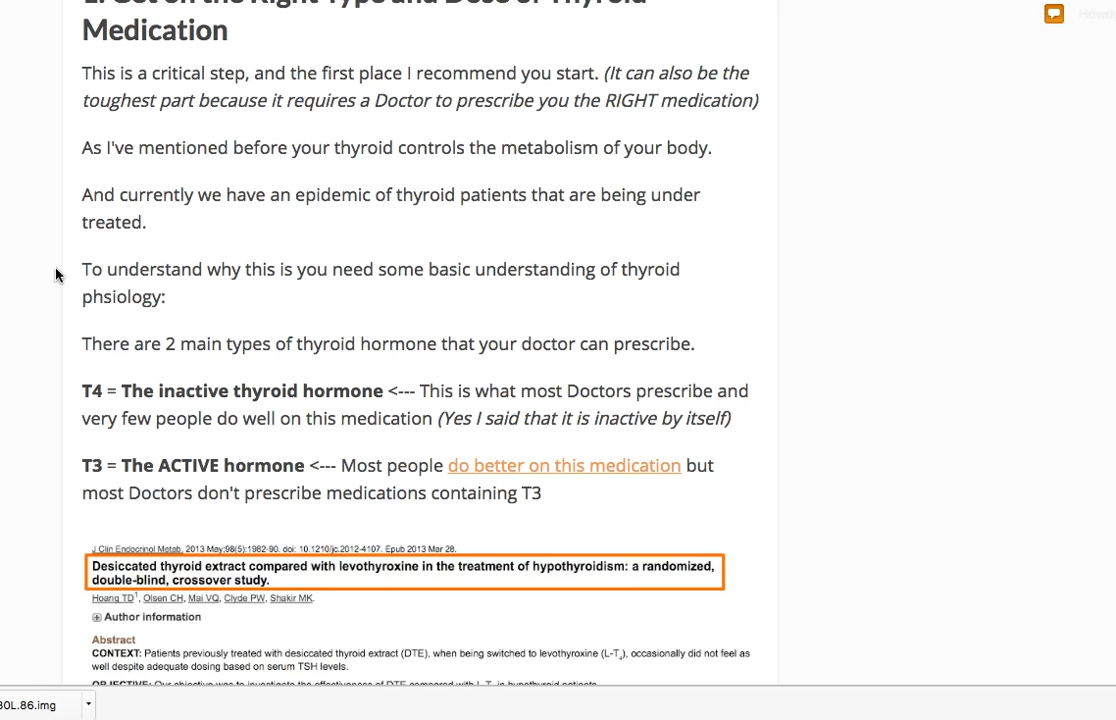 Medication
This is a critical step, and the first place I recommend you start. (It can also be the
toughest part because it requires a Doctor to prescribe you the RIGHT medication)
As I've mentioned before your thyroid controls the metabolism of your body.
And currently we have an epidemic of thyroid patients that are being under
treated.
To understand why this is you need some basic understanding of thyroid
phsiology:
There are 2 main types of thyroid hormone that your doctor can prescribe.
T4 = The inactive thyroid hormone <--- This is what most Doctors prescribe and
very few people do well on this medication (Yes I said that it is inactive by itself)
T3 = The ACTIVE hormone <--- Most people do better on this medication but
most Doctors don't prescribe medications containing T3
J Clin Endocrinol Metab. 2013 May;98(5):1982-90. doi: 10.1210/jc.2012-4107. Epub 2013 Mar 28.
Desiccated thyroid extract compared with levothyroxine in the treatment of hypothyroidism: a randomized,
double-blind, crossover study.
Hoang TD1, Olsen CH, Mai VQ, Clyde PW, Shakir MK.
Author information
Abstract
CONTEXT: Patients previously treated with desiccated thyroid extract (DTE), when being switched to levothyroxine (L-T4), occasionally did not feel as
well despite adequate dosing based on serum TSH levels.
30L.86.img